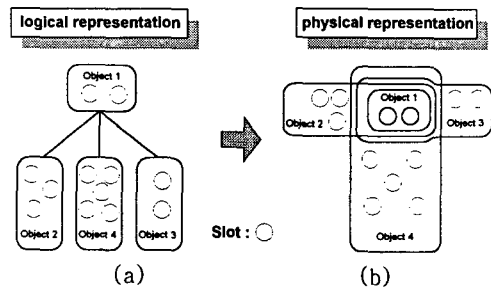 logical representation
physical representation
Object 1
Object 2
Object 4
Object 3
Slot :
(a)
Object 1
Object 2
Object 3
Object 4
(b)